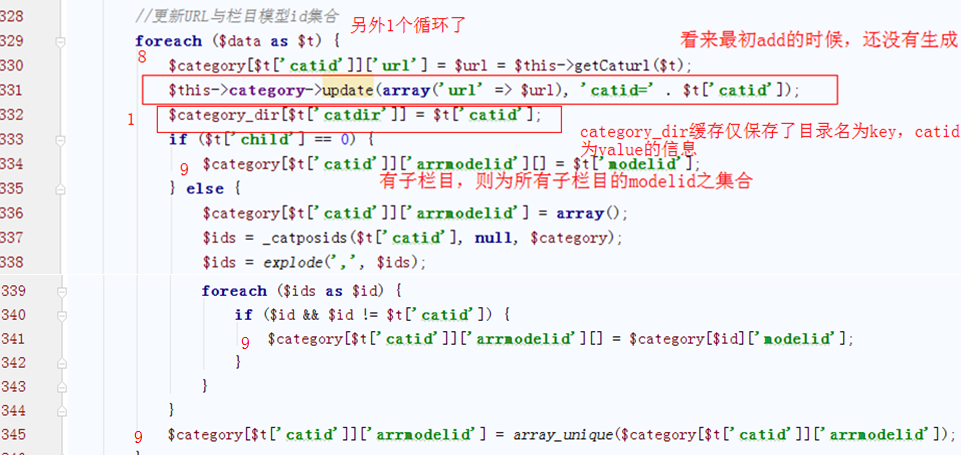 328 //更新URL与栏目模型id集合 另外1个循环了
329 foreach ($data as $t) { 看来最初add的时候，还没有生成
8
330 $category[$t['catid']]['url'] = $url = $this->getCaturl($t);
331 $this->category->update(array('url' => $url), 'catid=' . $t['catid']);
1
332 $category_dir[$t['catdir']] = $t['catid'];
333 if ($t['child'] == 0) { category_dir缓存仅保存了目录名为key，catid
为value的信息
334 9 $category[$t['catid']]['arrmodelid'][] = $t['modelid'];
335 } else { 有子栏目，则为所有子栏目的modelid之集合
336 $category[$t['catid']]['arrmodelid'] = array();
337 $ids = _catposids($t['catid'], null, $category);
338 $ids = explode(',', $ids);
339 foreach ($ids as $id) {
340 if ($id && $id != $t['catid']) {
341 9 $category[$t['catid']]['arrmodelid'][] = $category[$id]['modelid'];
342 }
343 }
344 }
345 9 $category[$t['catid']]['arrmodelid'] = array_unique($category[$t['catid']]['arrmodelid']);